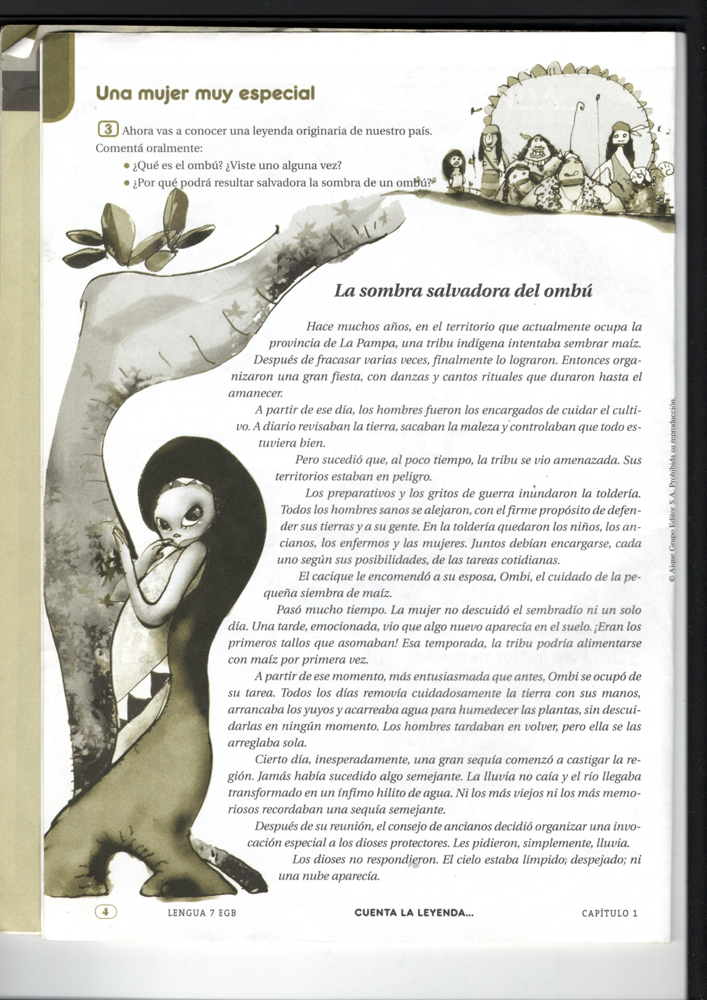 Una mujer muy especial
3 Ahora vas a conocer una leyenda originaria de nuestro país.
Comentá oralmente:
● ¿Qué es el ombú? ¿Viste uno alguna vez?
● ¿Por qué podrá resultar salvadora la sombra de un ombú?
La sombra salvadora del ombú
Hace muchos años, en el territorio que actualmente ocupa la
provincia de La Pampa, una tribu indígena intentaba sembrar maíz.
Después de fracasar varias veces, finalmente lo lograron. Entonces orga-
nizaron una gran fiesta, con danzas y cantos rituales que duraron hasta el
amanecer.
A partir de ese día, los hombres fueron los encargados de cuidar el culti-
vo. A diario revisaban la tierra, sacaban la maleza y controlaban que todo es-
tuviera bien.
Pero sucedió que, al poco tiempo, la tribu se vio amenazada. Sus
territorios estaban en peligro.
Los preparativos y los gritos de guerra inundaron la toldería.
Todos los hombres sanos se alejaron, con el firme propósito de defen-
der sus tierras y a su gente. En la toldería quedaron los niños, los an-
cianos, los enfermos y las mujeres. Juntos debían encargarse, cada
uno según sus posibilidades, de las tareas cotidianas.
El cacique le encomendó a su esposa, Ombi, el cuidado de la pe-
queña siembra de maíz.
Pasó mucho tiempo. La mujer no descuidó el sembradío ni un solo
día. Una tarde, emocionada, vio que algo nuevo aparecía en el suelo. ¡Eran los
primeros tallos que asomaban! Esa temporada, la tribu podría alimentarse
con maíz por primera vez.
A partir de ese momento, más entusiasmada que antes, Ombi se ocupó de
su tarea. Todos los días removía cuidadosamente la tierra con sus manos,
arrancaba los yuyos y acarreaba agua para humedecer las plantas, sin descui-
darlas en ningún momento. Los hombres tardaban en volver, pero ella se las
arreglaba sola.
Cierto día, inesperadamente, una gran sequía comenzó a castigar la re-
gión. Jamás había sucedido algo semejante. La lluvia no caía y el río llegaba
transformado en un ínfimo hilito de agua. Ni los más viejos ni los más memo-
riosos recordaban una sequía semejante.
Después de su reunión, el consejo de ancianos decidió organizar una invo-
cación especial a los dioses protectores. Les pidieron, simplemente, lluvia.
Los dioses no respondieron. El cielo estaba límpido, despejado; ni
una nube aparecía.
© Aique Grupo Editor S.A. Prohibida su reproducción.
4 LENGUA 7 EGB CUENTA LA LEYENDA... CAPÍTULO 1